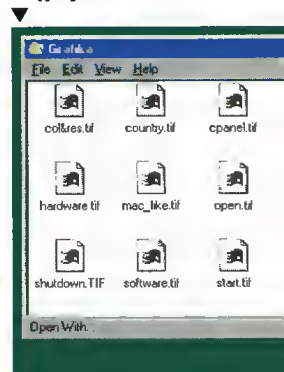 Grafika
File Edit View Help
col&res.tif country.tif cpanel.tif
hardware.tif mac_like.tif open.tif
shutdown.TIF software.tif start.tif
Open With...